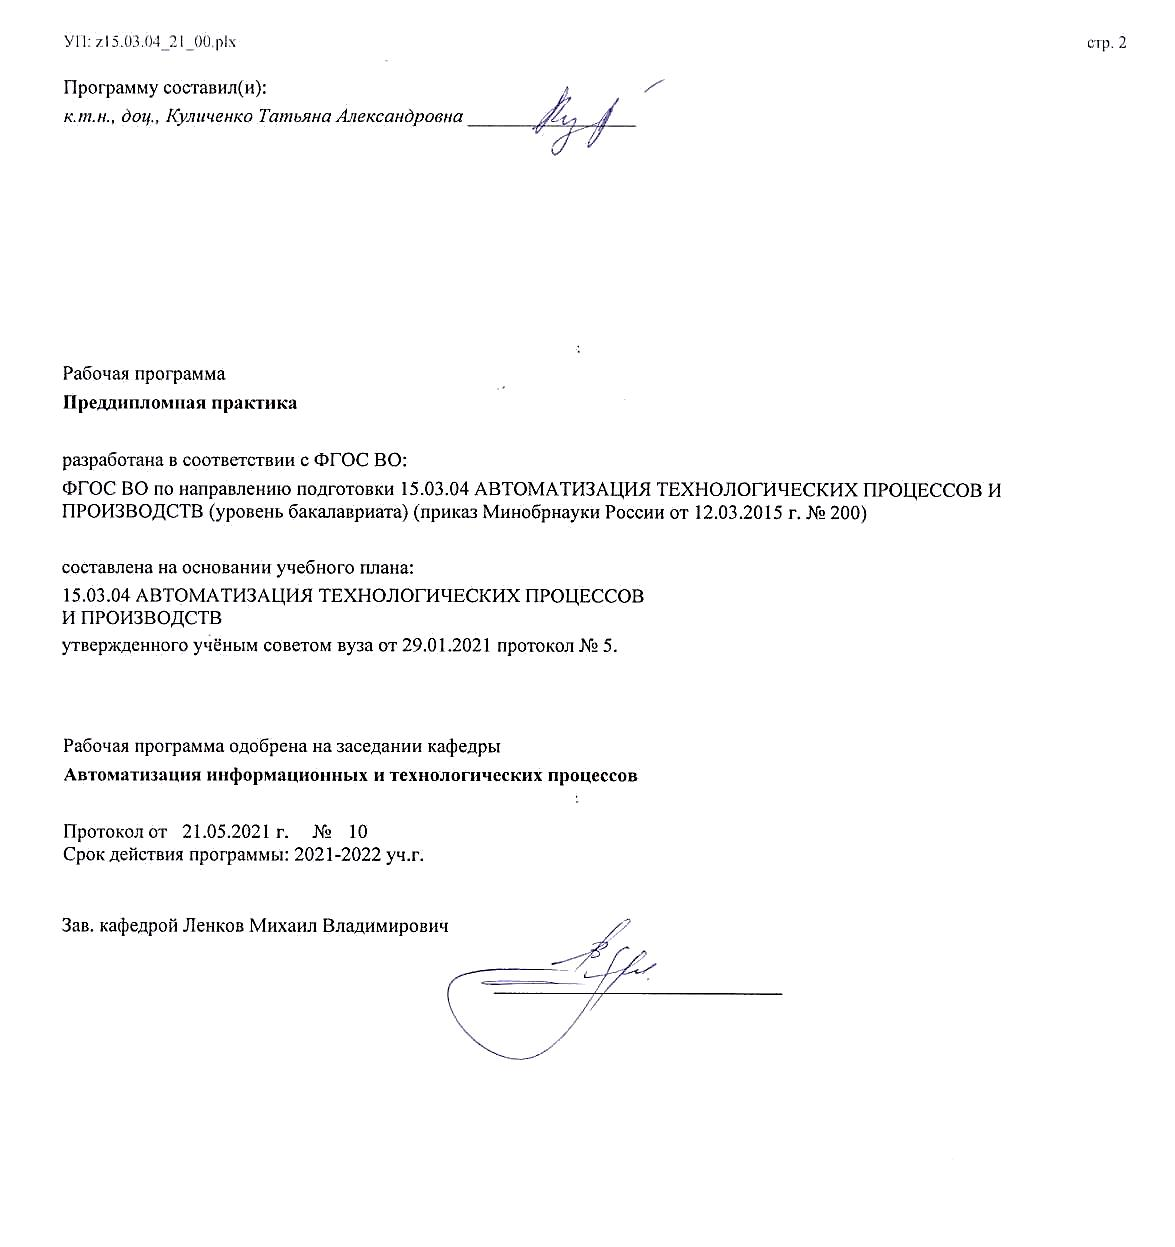 УП: z15.03.04_21_00.plx
стр. 2
Программу составил(и):
к.т.н., доц., Куличенко Татьяна Александровна
Рабочая программа
Преддипломная практика
разработана в соответствии с ФГОС ВО:
ФГОС ВО по направлению подготовки 15.03.04 АВТОМАТИЗАЦИЯ ТЕХНОЛОГИЧЕСКИХ ПРОЦЕССОВ И
ПРОИЗВОДСТВ (уровень бакалавриата) (приказ Минобрнауки России от 12.03.2015 г. № 200)
составлена на основании учебного плана:
15.03.04 АВТОМАТИЗАЦИЯ ТЕХНОЛОГИЧЕСКИХ ПРОЦЕССОВ
И ПРОИЗВОДСТВ
утвержденного учёным советом вуза от 29.01.2021 протокол № 5.
Рабочая программа одобрена на заседании кафедры
Автоматизация информационных и технологических процессов
Протокол от 21.05.2021 г. № 10
Срок действия программы: 2021-2022 уч.г.
Зав. кафедрой Ленков Михаил Владимирович